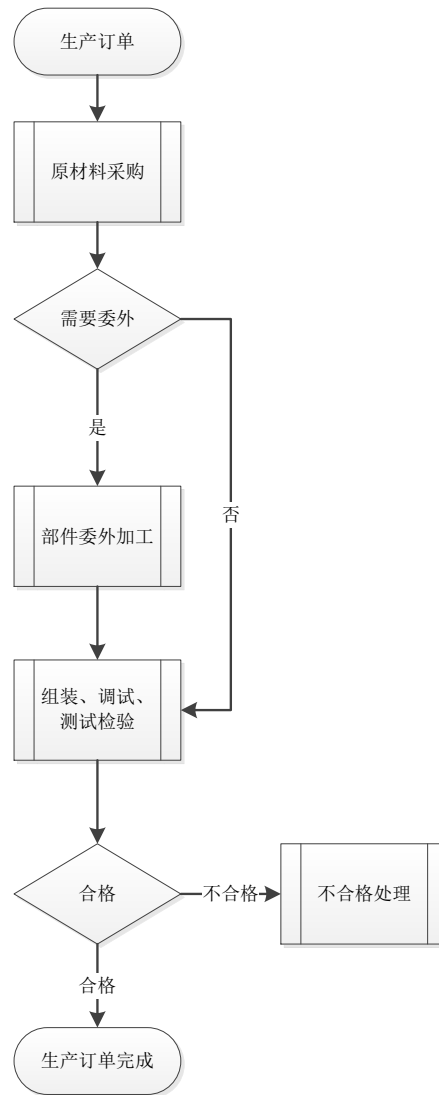 生产订单
原材料采购
需要委外
是
否
部件委外加工
组装、调试、
测试检验
合格
不合格
不合格处理
合格
生产订单完成